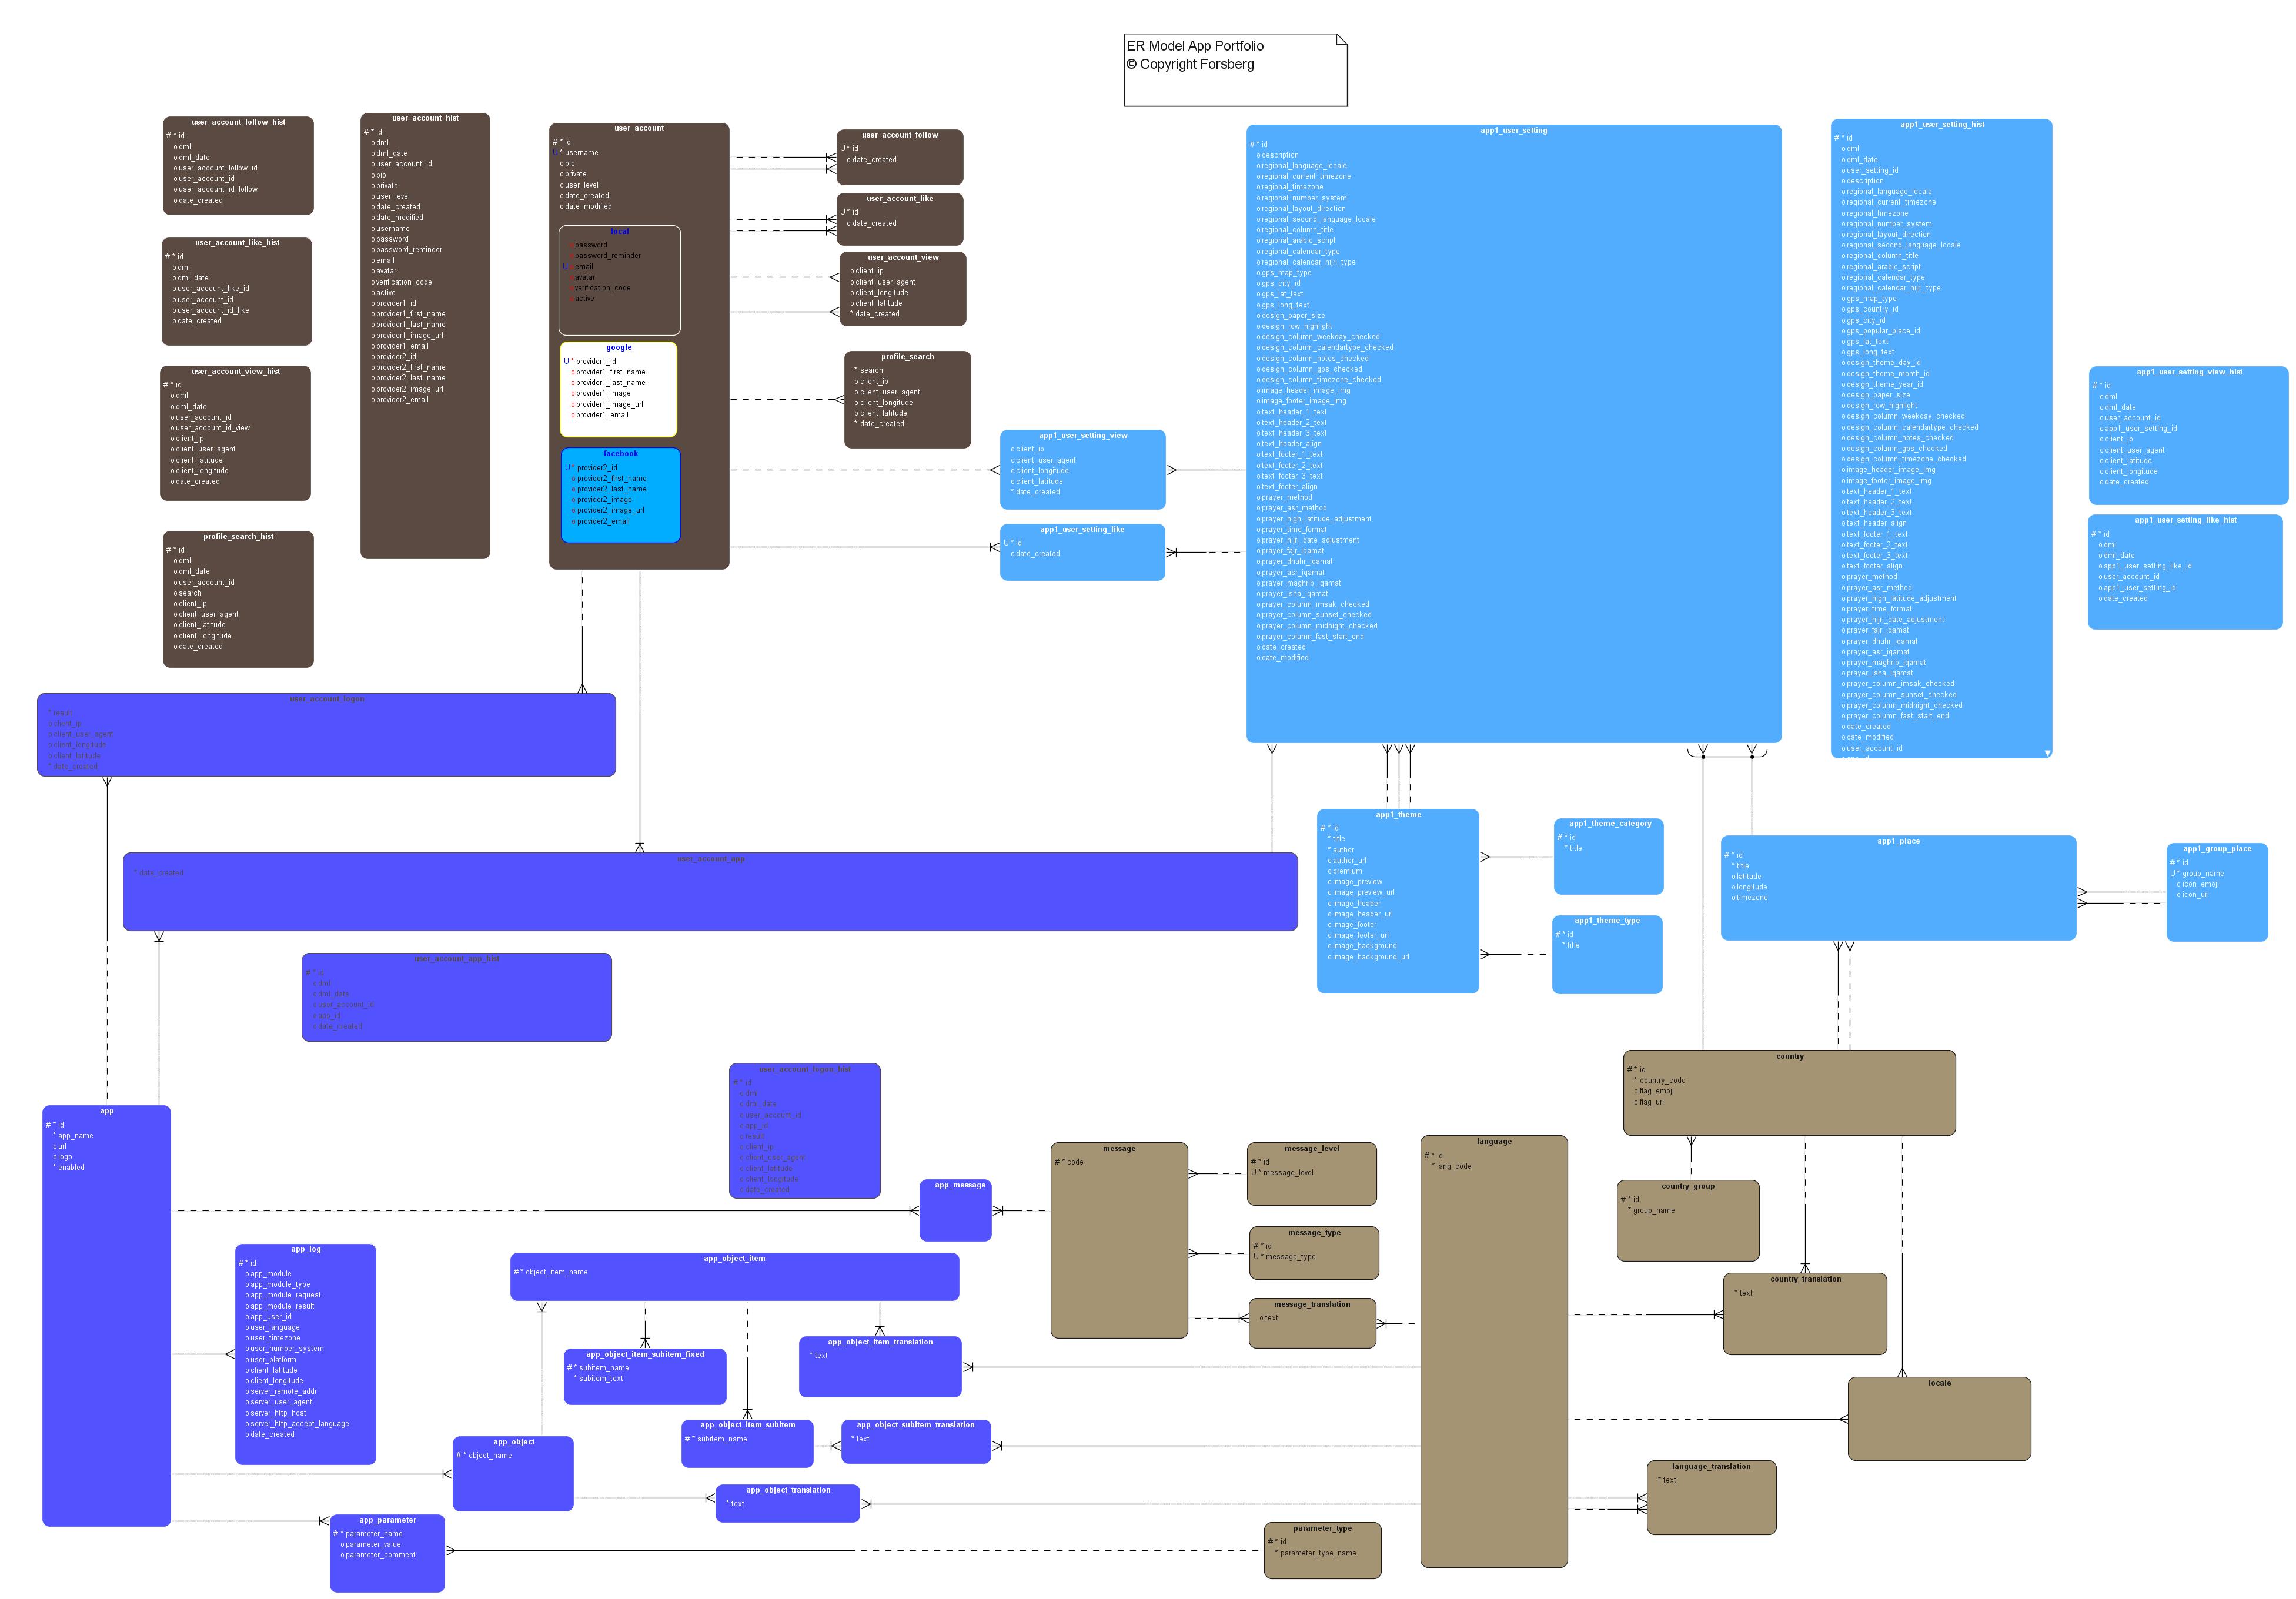 ER Model App Portfolio
© Copyright Forsberg
user_account_follow_hist
# * id
o dml
o dml_date
o user_account_follow_id
o user_account_id
o user_account_id_follow
o date_created
user_account_like_hist
# * id
o dml
o dml_date
o user_account_like_id
o user_account_id
o user_account_id_like
o date_created
user_account_view_hist
# * id
o dml
o dml_date
o user_account_id
o user_account_id_view
o client_ip
o client_user_agent
o client_latitude
o client_longitude
o date_created
profile_search_hist
# * id
o dml
o dml_date
o user_account_id
o search
o client_ip
o client_user_agent
o client_latitude
o client_longitude
o date_created
user_account_hist
# * id
o dml
o dml_date
o user_account_id
o bio
o private
o user_level
o date_created
o date_modified
o username
o password
o password_reminder
o email
o avatar
o verification_code
o active
o provider1_id
o provider1_first_name
o provider1_last_name
o provider1_image_url
o provider1_email
o provider2_id
o provider2_first_name
o provider2_last_name
o provider2_image_url
o provider2_email
user_account
# * id
U * username
o bio
o private
o user_level
o date_created
o date_modified
local
o password
o password_reminder
U * email
o avatar
o verification_code
o active
google
U * provider1_id
o provider1_first_name
o provider1_last_name
o provider1_image
o provider1_image_url
o provider1_email
facebook
U * provider2_id
o provider2_first_name
o provider2_last_name
o provider2_image
o provider2_image_url
o provider2_email
user_account_follow
U * id
o date_created
user_account_like
U * id
o date_created
user_account_view
o client_ip
o client_user_agent
o client_longitude
o client_latitude
* date_created
profile_search
* search
o client_ip
o client_user_agent
o client_longitude
o client_latitude
* date_created
app1_user_setting_view
o client_ip
o client_user_agent
o client_longitude
o client_latitude
* date_created
app1_user_setting_like
U * id
o date_created
app1_user_setting
# * id
o description
o regional_language_locale
o regional_current_timezone
o regional_timezone
o regional_number_system
o regional_layout_direction
o regional_second_language_locale
o regional_column_title
o regional_arabic_script
o regional_calendar_type
o regional_calendar_hijri_type
o gps_map_type
o gps_city_id
o gps_lat_text
o gps_long_text
o design_paper_size
o design_row_highlight
o design_column_weekday_checked
o design_column_calendartype_checked
o design_column_notes_checked
o design_column_gps_checked
o design_column_timezone_checked
o image_header_image_img
o image_footer_image_img
o text_header_1_text
o text_header_2_text
o text_header_3_text
o text_header_align
o text_footer_1_text
o text_footer_2_text
o text_footer_3_text
o text_footer_align
o prayer_method
o prayer_asr_method
o prayer_high_latitude_adjustment
o prayer_time_format
o prayer_hijri_date_adjustment
o prayer_fajr_iqamat
o prayer_dhuhr_iqamat
o prayer_asr_iqamat
o prayer_maghrib_iqamat
o prayer_isha_iqamat
o prayer_column_imsak_checked
o prayer_column_sunset_checked
o prayer_column_midnight_checked
o prayer_column_fast_start_end
o date_created
o date_modified
app1_user_setting_hist
# * id
o dml
o dml_date
o user_setting_id
o description
o regional_language_locale
o regional_current_timezone
o regional_timezone
o regional_number_system
o regional_layout_direction
o regional_second_language_locale
o regional_column_title
o regional_arabic_script
o regional_calendar_type
o regional_calendar_hijri_type
o gps_map_type
o gps_country_id
o gps_city_id
o gps_popular_place_id
o gps_lat_text
o gps_long_text
o design_theme_day_id
o design_theme_month_id
o design_theme_year_id
o design_paper_size
o design_row_highlight
o design_column_weekday_checked
o design_column_calendartype_checked
o design_column_notes_checked
o design_column_gps_checked
o design_column_timezone_checked
o image_header_image_img
o image_footer_image_img
o text_header_1_text
o text_header_2_text
o text_header_3_text
o text_header_align
o text_footer_1_text
o text_footer_2_text
o text_footer_3_text
o text_footer_align
o prayer_method
o prayer_asr_method
o prayer_high_latitude_adjustment
o prayer_time_format
o prayer_hijri_date_adjustment
o prayer_fajr_iqamat
o prayer_dhuhr_iqamat
o prayer_asr_iqamat
o prayer_maghrib_iqamat
o prayer_isha_iqamat
o prayer_column_imsak_checked
o prayer_column_sunset_checked
o prayer_column_midnight_checked
o prayer_column_fast_start_end
o date_created
o date_modified
o user_account_id
app1_user_setting_view_hist
# * id
o dml
o dml_date
o user_account_id
o app1_user_setting_id
o client_ip
o client_user_agent
o client_latitude
o client_longitude
o date_created
app1_user_setting_like_hist
# * id
o dml
o dml_date
o app1_user_setting_like_id
o user_account_id
o app1_user_setting_id
o date_created
user_account_logon
* result
o client_ip
o client_user_agent
o client_longitude
o client_latitude
* date_created
user_account_app
* date_created
user_account_app_hist
# * id
o dml
o dml_date
o user_account_id
o app_id
o date_created
user_account_logon_hist
# * id
o dml
o dml_date
o user_account_id
o app_id
o result
o client_ip
o client_user_agent
o client_latitude
o client_longitude
o date_created
app1_theme
# * id
* title
* author
o author_url
o premium
o image_preview
o image_preview_url
o image_header
o image_header_url
o image_footer
o image_footer_url
o image_background
o image_background_url
app1_theme_category
# * id
* title
app1_theme_type
# * id
* title
app1_place
# * id
* title
o latitude
o longitude
o timezone
app1_group_place
# * id
U * group_name
o icon_emoji
o icon_url
country
# * id
* country_code
o flag_emoji
o flag_url
app
# * id
* app_name
o url
o logo
* enabled
app_message
message
# * code
message_level
# * id
U * message_level
message_type
# * id
U * message_type
message_translation
o text
language
# * id
* lang_code
country_group
# * id
* group_name
country_translation
* text
locale
language_translation
* text
app_log
# * id
o app_module
o app_module_type
o app_module_request
o app_module_result
o app_user_id
o user_language
o user_timezone
o user_number_system
o user_platform
o client_latitude
o client_longitude
o server_remote_addr
o server_user_agent
o server_http_host
o server_http_accept_language
o date_created
app_object_item
# * object_item_name
app_object_item_subitem_fixed
# * subitem_name
* subitem_text
app_object_item_translation
* text
app_object_item_subitem
# * subitem_name
app_object_subitem_translation
* text
app_object
# * object_name
app_object_translation
* text
app_parameter
# * parameter_name
o parameter_value
o parameter_comment
parameter_type
# * id
* parameter_type_name